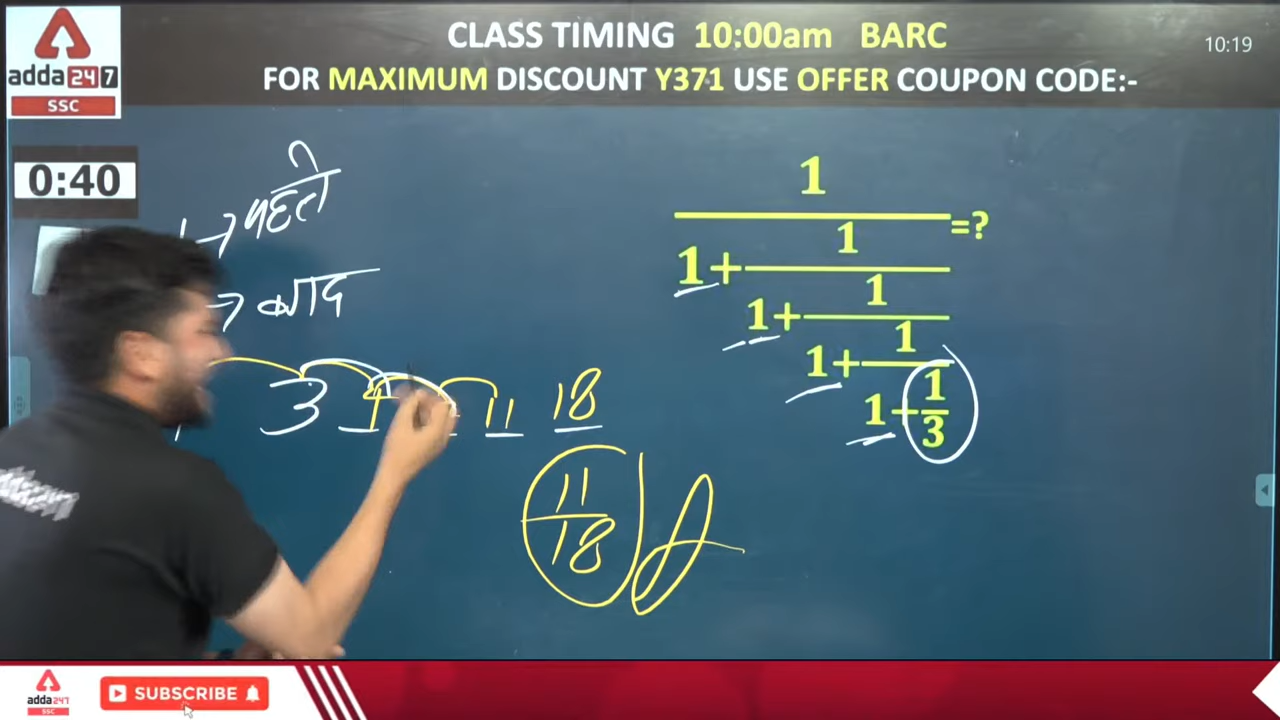 CLASS TIMING 10:00am BARC
FOR MAXIMUM DISCOUNT Y371 USE OFFER COUPON CODE:-
10:19
adda247
SSC
0:40
→ पहले
→ बाद
3 4 11 18
11/18
1
1+ 1 =?
1+ 1
1+ 1
1+ 1/3
adda247
SSC
SUBSCRIBE